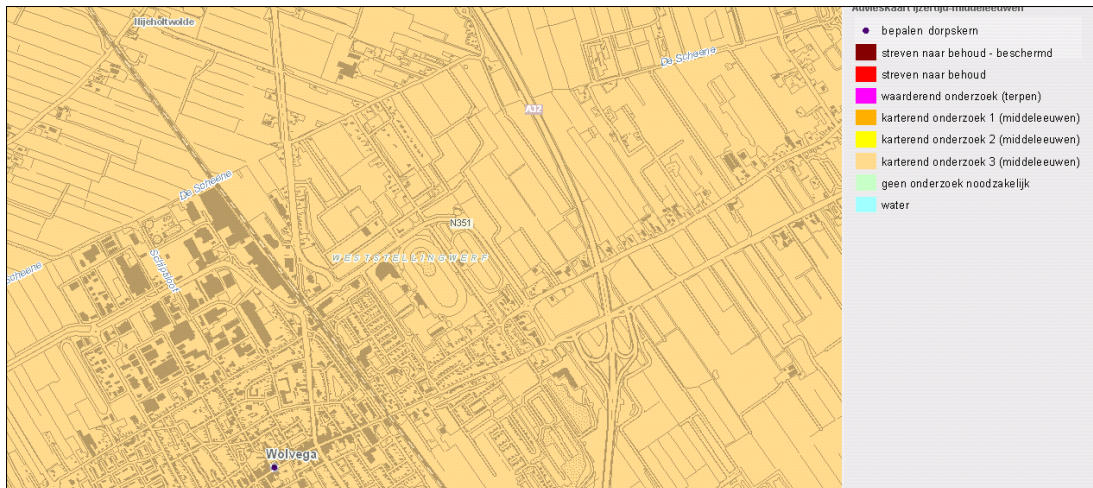 Advieskaart ijzertijd-middeleeuwen
bepalen dorpskern
streven naar behoud - beschermd
streven naar behoud
waarderend onderzoek (terpen)
karterend onderzoek 1 (middeleeuwen)
karterend onderzoek 2 (middeleeuwen)
karterend onderzoek 3 (middeleeuwen)
geen onderzoek noodzakelijk
water
Nijeholtwolde
De Scheene
A32
De Scheene
N351
WESTSTELLINGWERF
Scheene
Schipsloot
Wolvega